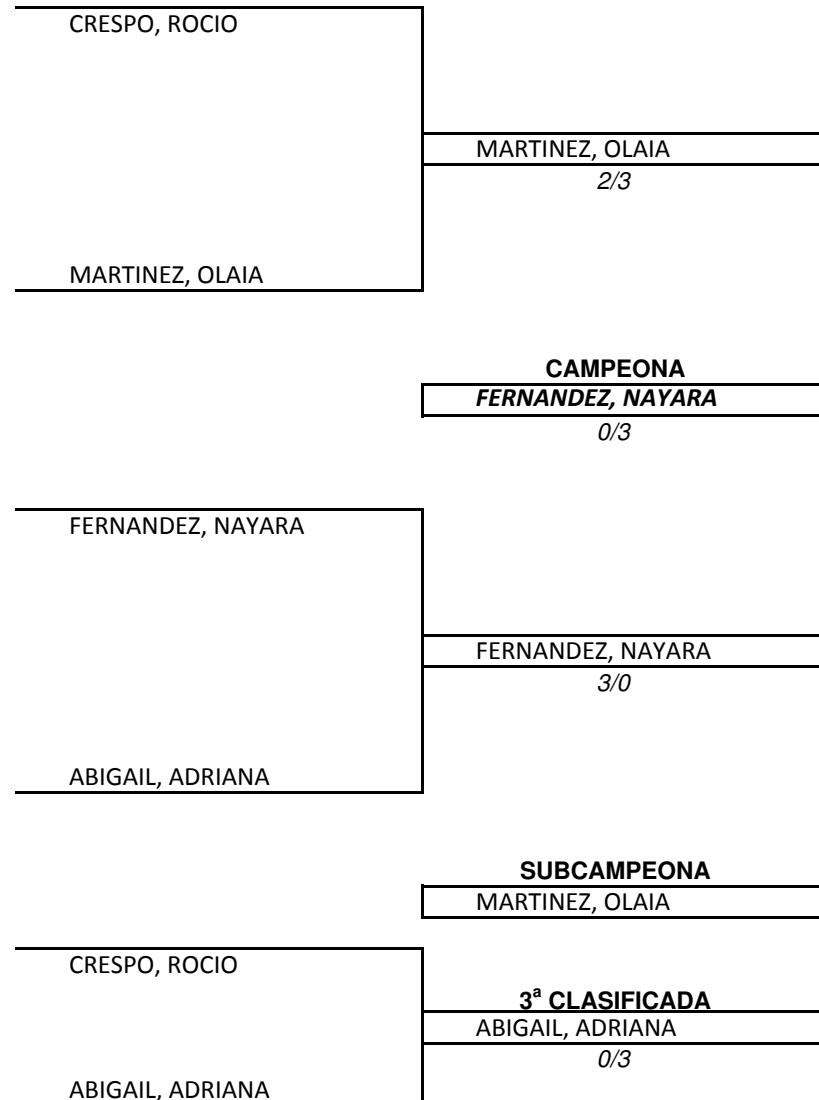 CRESPO, ROCIO
MARTINEZ, OLAIA
2/3
MARTINEZ, OLAIA
CAMPEONA
FERNANDEZ, NAYARA
0/3
FERNANDEZ, NAYARA
FERNANDEZ, NAYARA
3/0
ABIGAIL, ADRIANA
SUBCAMPEONA
MARTINEZ, OLAIA
CRESPO, ROCIO
3ª CLASIFICADA
ABIGAIL, ADRIANA
0/3
ABIGAIL, ADRIANA